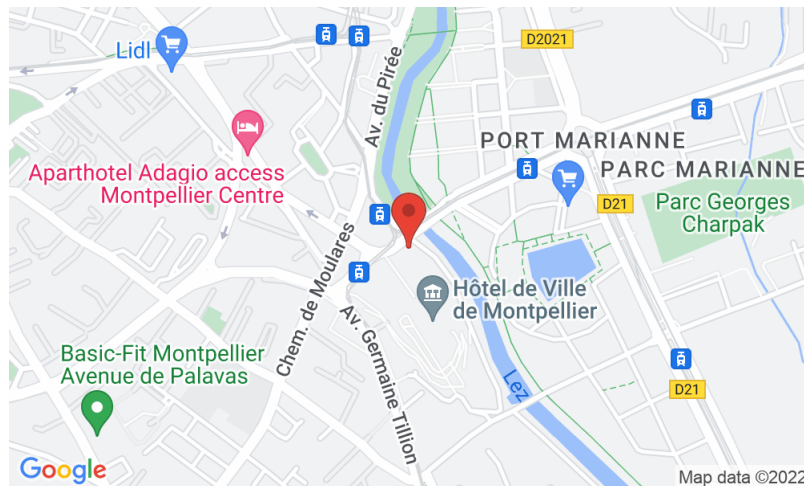 D2021
Lidl
Av. du Pirée
PORT MARIANNE
PARC MARIANNE
Aparthotel Adagio access
Montpellier Centre
D21
Parc Georges
Charpak
Chem. de Moulares
Hôtel de Ville
de Montpellier
Av. Germaine Tillion
Basic-Fit Montpellier
Avenue de Palavas
Lez
D21
Google
Map data ©2022